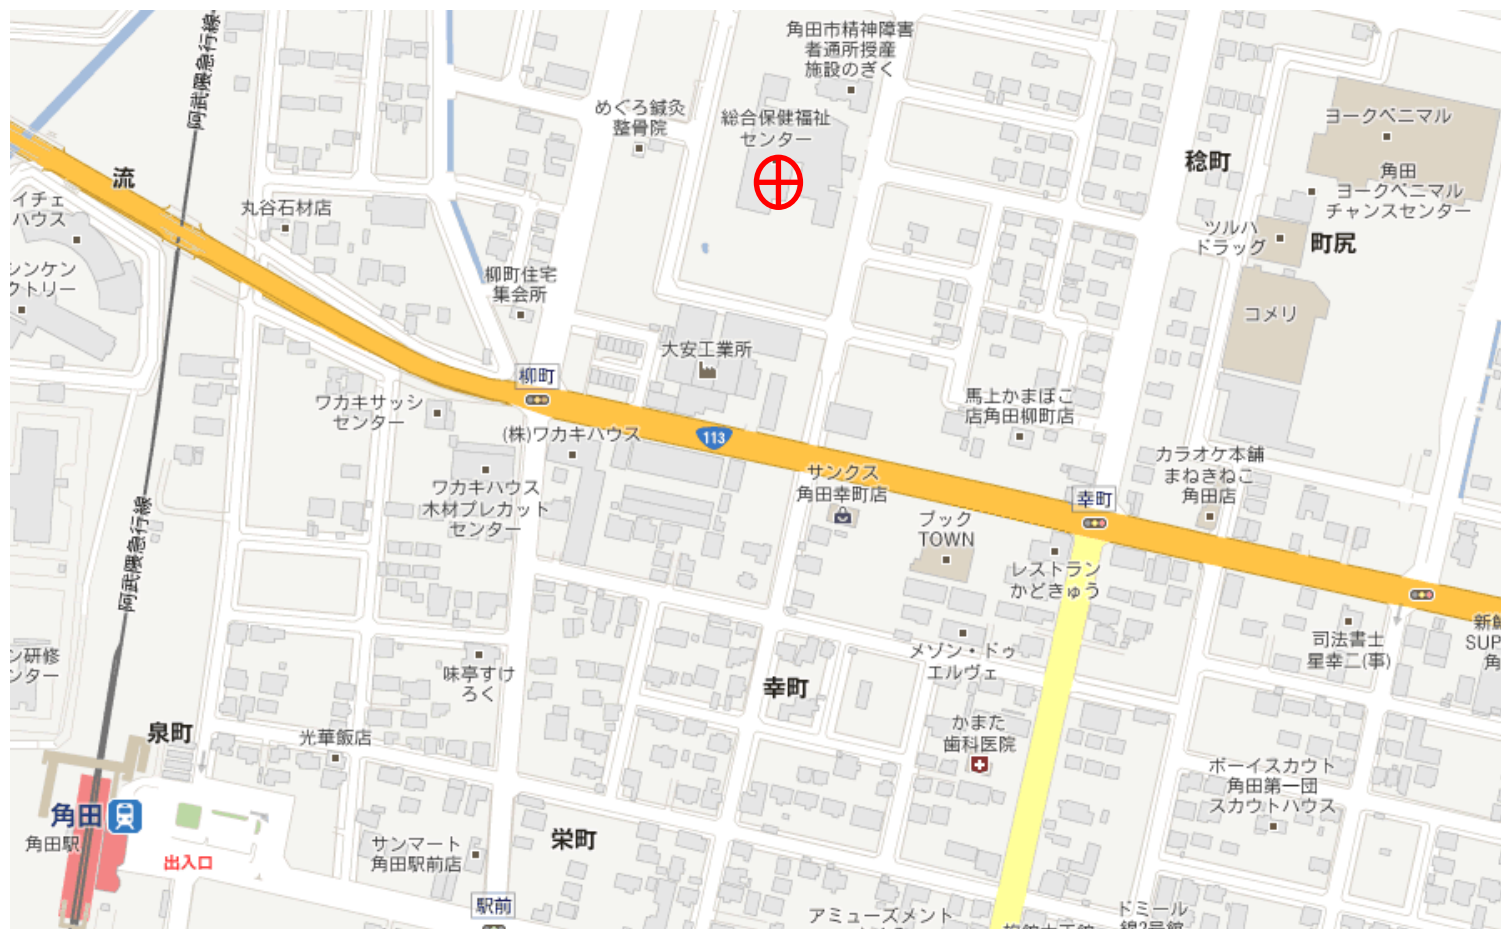 角田市精神障害
者通所授産
施設のぎく
阿武隈急行線
めぐろ鍼灸
整骨院
総合保健福祉
センター
ヨークベニマル
稔町
流
角田
ヨークベニマル
チャンスセンター
イチェ
ハウス
丸谷石材店
ツルハ
ドラッグ
町尻
シンケン
クトリー
柳町住宅
集会所
コメリ
大安工業所
柳町
ワカキサッシ
センター
馬上かまぼこ
店角田柳町店
(株)ワカキハウス
113
カラオケ本舗
まねきねこ
角田店
サンクス
角田幸町店
ワカキハウス
木材プレカット
センター
幸町
阿武隈急行線
ブック
TOWN
レストラン
かどきゅう
新鮮
SUP
角
司法書士
星幸二(事)
メゾン・ドゥ
エルヴェ
ン研修
ンター
味亭すけ
ろく
幸町
泉町
光華飯店
かまた
歯科医院
ボーイスカウト
角田第一団
スカウトハウス
角田
角田駅
出入口
サンマート
角田駅前店
栄町
駅前
アミューズメント
ドミール
緑2号館